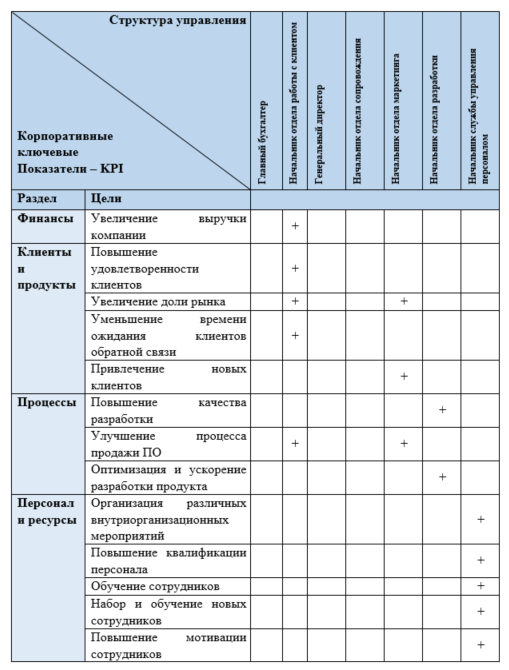 Структура управления
Корпоративные
ключевые
Показатели – KPI
Главный бухгалтер
Начальник отдела работы с клиентом
Генеральный директор
Начальник отдела сопровождения
Начальник отдела маркетинга
Начальник отдела разработки
Начальник службы управления
персоналом
Раздел Цели
Финансы Увеличение выручки
компании +
Клиенты Повышение
и удовлетворенности +
продукты клиентов
Увеличение доли рынка + +
Уменьшение времени
ожидания клиентов +
обратной связи
Привлечение новых
клиентов +
Процессы Повышение качества
разработки +
Улучшение процесса
продажи ПО + +
Оптимизация и ускорение
разработки продукта +
Персонал Организация различных
и ресурсы внутриорганизационных +
мероприятий
Повышение квалификации
персонала +
Обучение сотрудников +
Набор и обучение новых
сотрудников +
Повышение мотивации
сотрудников +